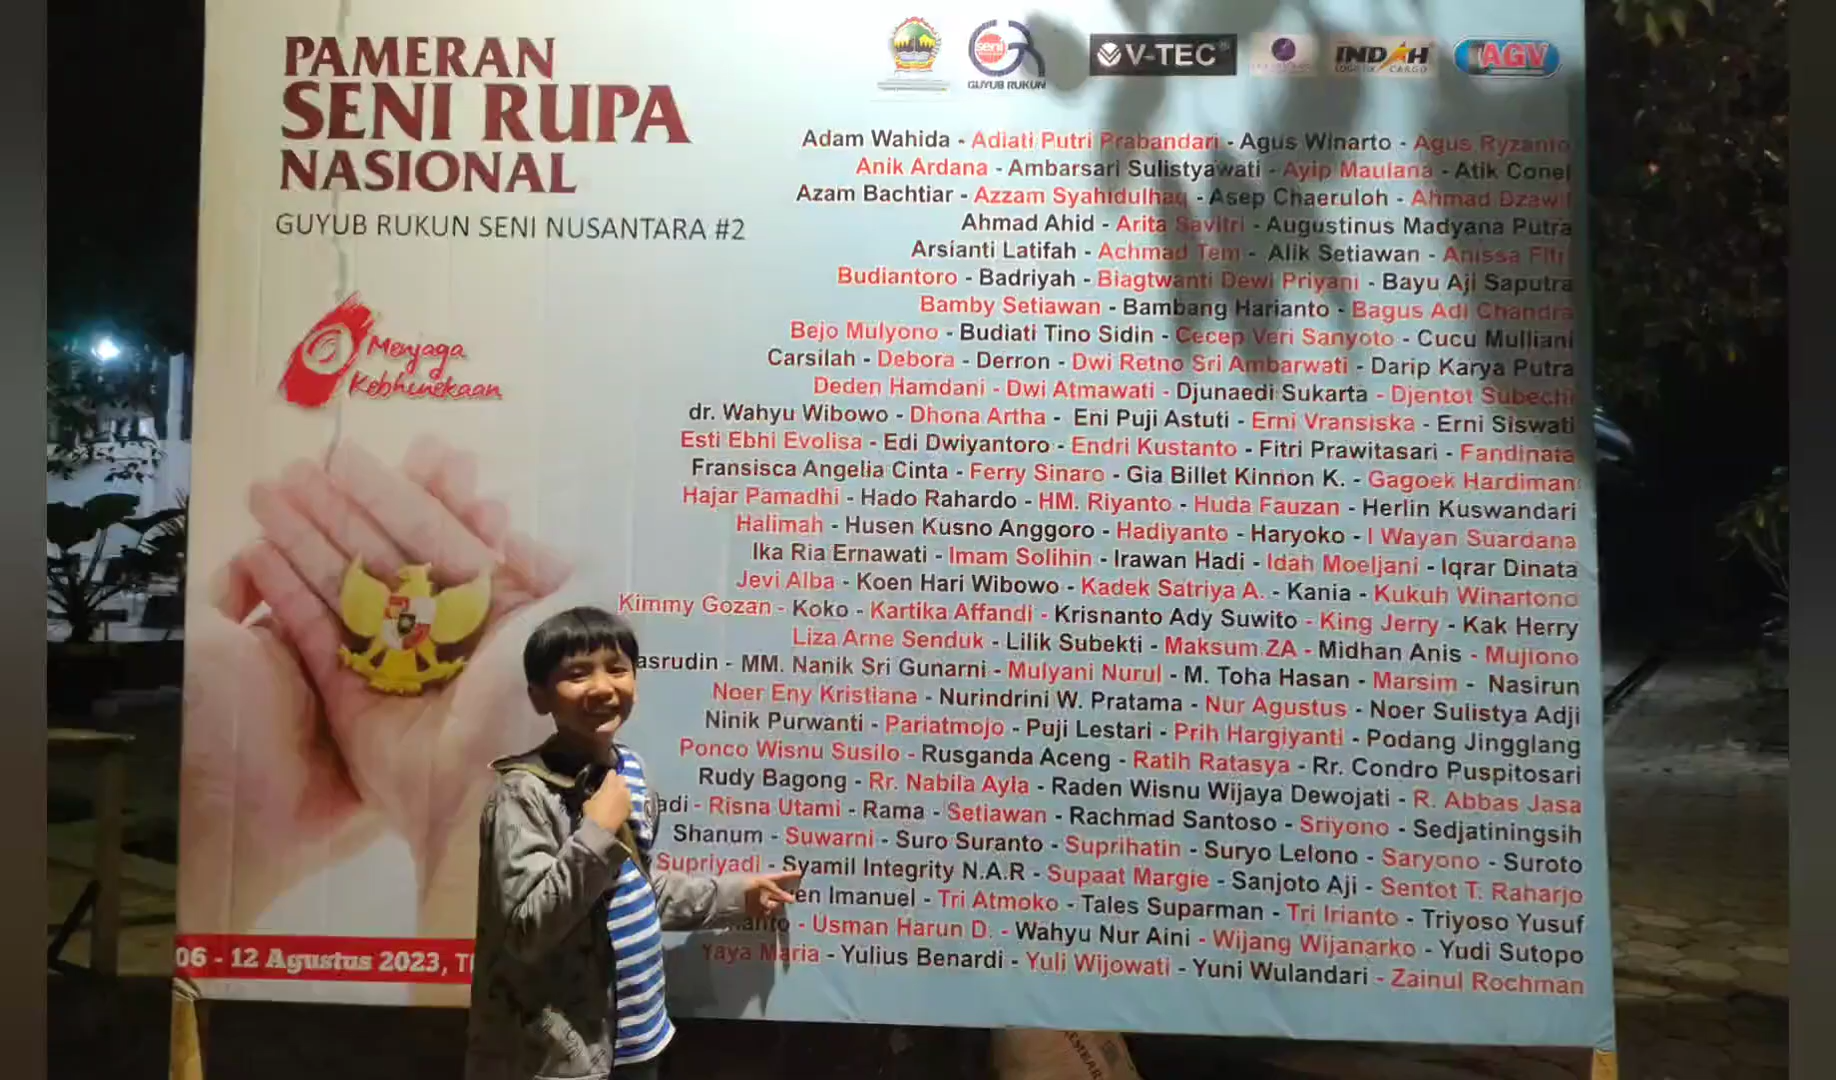 PAMERAN
SENI RUPA
NASIONAL
GUYUB RUKUN SENI NUSANTARA #2
Menjaga
Kebhinekaan
seni
GUYUB RUKUN
V-TEC
INDAH
LOGISTIK CARGO
AGV
Adam Wahida - Adiati Putri Prabandari - Agus Winarto - Agus Ryzanto
Anik Ardana - Ambarsari Sulistyawati - Ayip Maulana - Atik Conel
Azam Bachtiar - Azzam Syahidulhaq - Asep Chaeruloh - Ahmad Dzawil
Ahmad Ahid - Arita Savitri - Augustinus Madyana Putra
Arsianti Latifah - Achmad Tem - Alik Setiawan - Anissa Fitri
Budiantoro - Badriyah - Biagtwanti Dewi Priyani - Bayu Aji Saputra
Bamby Setiawan - Bambang Harianto - Bagus Adi Chandra
Bejo Mulyono - Budiati Tino Sidin - Cecep Veri Sanyoto - Cucu Mulliani
Carsilah - Debora - Derron - Dwi Retno Sri Ambarwati - Darip Karya Putra
Deden Hamdani - Dwi Atmawati - Djunaedi Sukarta - Djentot Subechi
dr. Wahyu Wibowo - Dhona Artha - Eni Puji Astuti - Erni Vransiska - Erni Siswati
Esti Ebhi Evolisa - Edi Dwiyantoro - Endri Kustanto - Fitri Prawitasari - Fandinata
Fransisca Angelia Cinta - Ferry Sinaro - Gia Billet Kinnon K. - Gagoek Hardiman
Hajar Pamadhi - Hado Rahardo - HM. Riyanto - Huda Fauzan - Herlin Kuswandari
Halimah - Husen Kusno Anggoro - Hadiyanto - Haryoko - I Wayan Suardana
Ika Ria Ernawati - Imam Solihin - Irawan Hadi - Idah Moeljani - Iqrar Dinata
Jevi Alba - Koen Hari Wibowo - Kadek Satriya A. - Kania - Kukuh Winartono
Kimmy Gozan - Koko - Kartika Affandi - Krisnanto Ady Suwito - King Jerry - Kak Herry
Liza Arne Senduk - Lilik Subekti - Maksum ZA - Midhan Anis - Mujiono
asrudin - MM. Nanik Sri Gunarni - Mulyani Nurul - M. Toha Hasan - Marsim - Nasirun
Noer Eny Kristiana - Nurindrini W. Pratama - Nur Agustus - Noer Sulistya Adji
Ninik Purwanti - Pariatmojo - Puji Lestari - Prih Hargiyanti - Podang Jingglang
Ponco Wisnu Susilo - Rusganda Aceng - Ratih Ratasya - Rr. Condro Puspitosari
Rudy Bagong - Rr. Nabila Ayla - Raden Wisnu Wijaya Dewojati - R. Abbas Jasa
adi - Risna Utami - Rama - Setiawan - Rachmad Santoso - Sriyono - Sedjatiningsih
Shanum - Suwarni - Suro Suranto - Suprihatin - Suryo Lelono - Saryono - Suroto
Supriyadi - Syamil Integrity N.A.R - Supaat Margie - Sanjoto Aji - Sentot T. Raharjo
en Imanuel - Tri Atmoko - Tales Suparman - Tri Irianto - Triyoso Yusuf
anto - Usman Harun D. - Wahyu Nur Aini - Wijang Wijanarko - Yudi Sutopo
Yaya Maria - Yulius Benardi - Yuli Wijowati - Yuni Wulandari - Zainul Rochman
06 - 12 Agustus 2023,